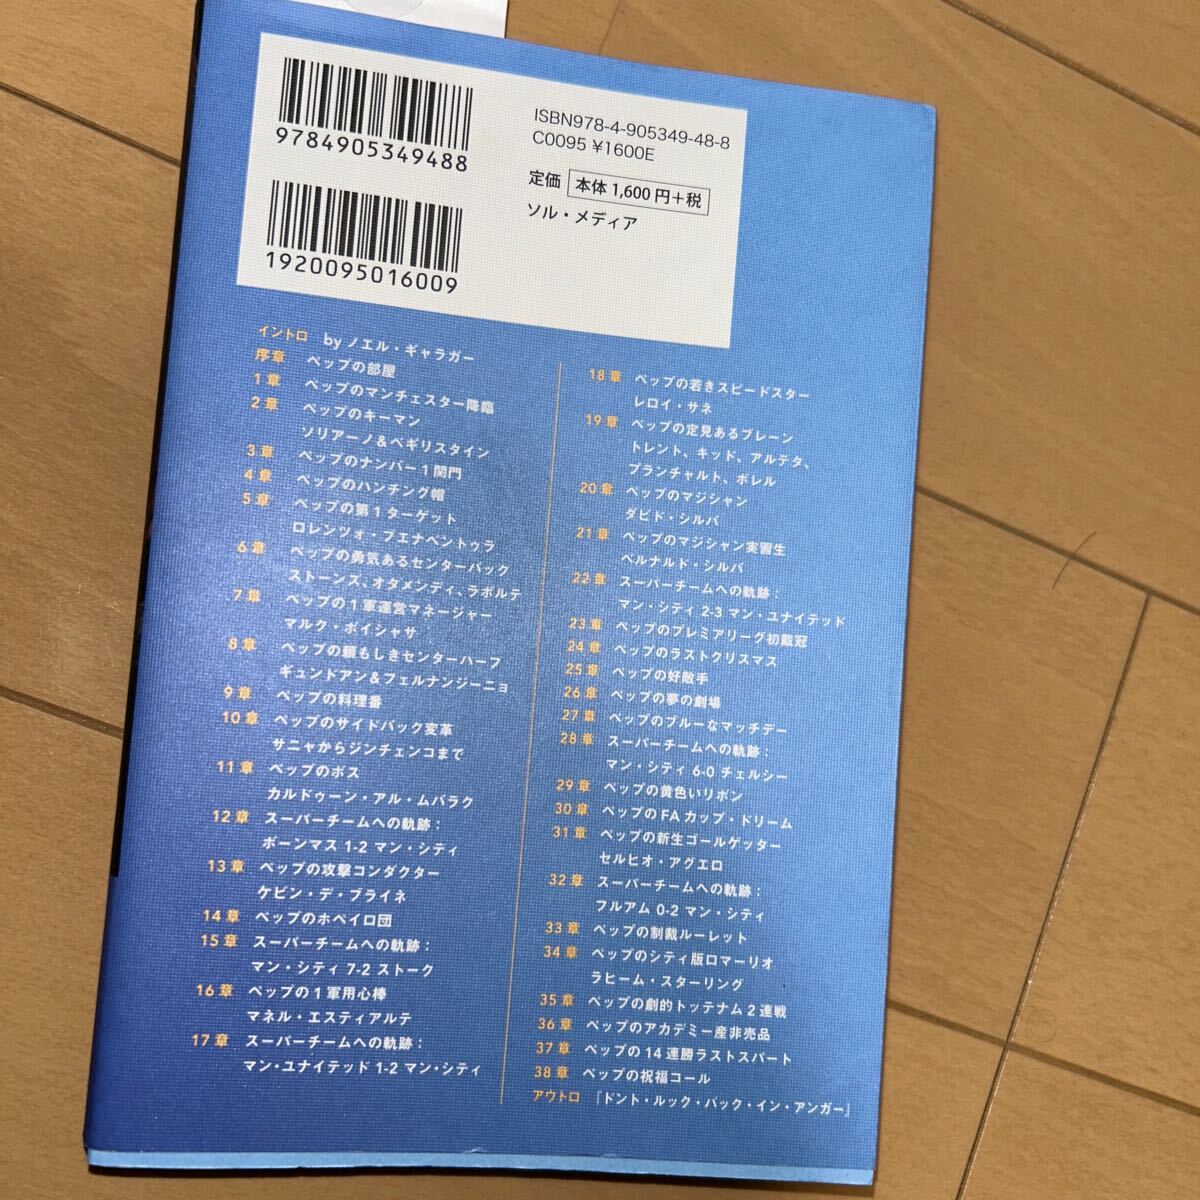 9784905349488
ISBN978-4-905349-48-8
C0095 ¥1600E
定価 本体 1,600 円+税
ソル・メディア
1920095016009
イントロ by ノエル・ギャラガー
序章 ペップの部屋
1章 ペップのマンチェスター降臨
2章 ペップのキーマン
ソリアーノ&ベギリスタイン
3章 ペップのナンバー1関門
4章 ペップのハンチング帽
5章 ペップの第1ターゲット
ロレンツォ・ブエナベントゥラ
6章 ペップの勇気あるセンターバック
ストーンズ、オタメンディ、ラポルテ
7章 ペップの1軍運営マネージャー
マルク・ボイシャサ
8章 ペップの頼もしきセンターハーフ
ギュンドアン&フェルナンジーニョ
9章 ペップの料理番
10章 ペップのサイドバック変革
サニャからジンチェンコまで
11章 ペップのボス
カルドゥーン・アル・ムバラク
12章 スーパーチームへの軌跡:
ボーンマス 1-2 マン・シティ
13章 ペップの攻撃コンダクター
ケビン・デ・ブライネ
14章 ペップのホペイロ団
15章 スーパーチームへの軌跡:
マン・シティ 7-2 ストーク
16章 ペップの1軍用心棒
マネル・エスティアルテ
17章 スーパーチームへの軌跡:
マン・ユナイテッド 1-2 マン・シティ
18章 ペップの若きスピードスター
レロイ・サネ
19章 ペップの定見あるブレーン
トレント、キッド、アルテタ、
ブランチャルト、ボレル
20章 ペップのマジシャン
ダビド・シルバ
21章 ペップのマジシャン実習生
ベルナルド・シルバ
22章 スーパーチームへの軌跡:
マン・シティ 2-3 マン・ユナイテッド
23章 ペップのプレミアリーグ初戴冠
24章 ペップのラストクリスマス
25章 ペップの好敵手
26章 ペップの夢の劇場
27章 ペップのブルーなマッチデー
28章 スーパーチームへの軌跡:
マン・シティ 6-0 チェルシー
29章 ペップの黄色いリボン
30章 ペップのFAカップ・ドリーム
31章 ペップの新生ゴールゲッター
セルヒオ・アグエロ
32章 スーパーチームへの軌跡:
フルアム 0-2 マン・シティ
33章 ペップの制裁ルーレット
34章 ペップのシティ版ロマーリオ
ラヒーム・スターリング
35章 ペップの劇的トッテナム2連戦
36章 ペップのアカデミー産非売品
37章 ペップの14連勝ラストスパート
38章 ペップの祝福コール
アウトロ 『ドント・ルック・バック・イン・アンガー』